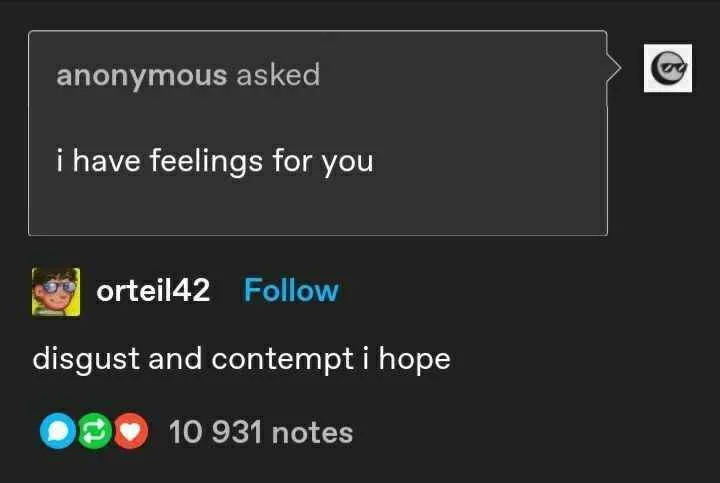 anonymous asked
i have feelings for you
orteil42 Follow
disgust and contempt i hope
10 931 notes